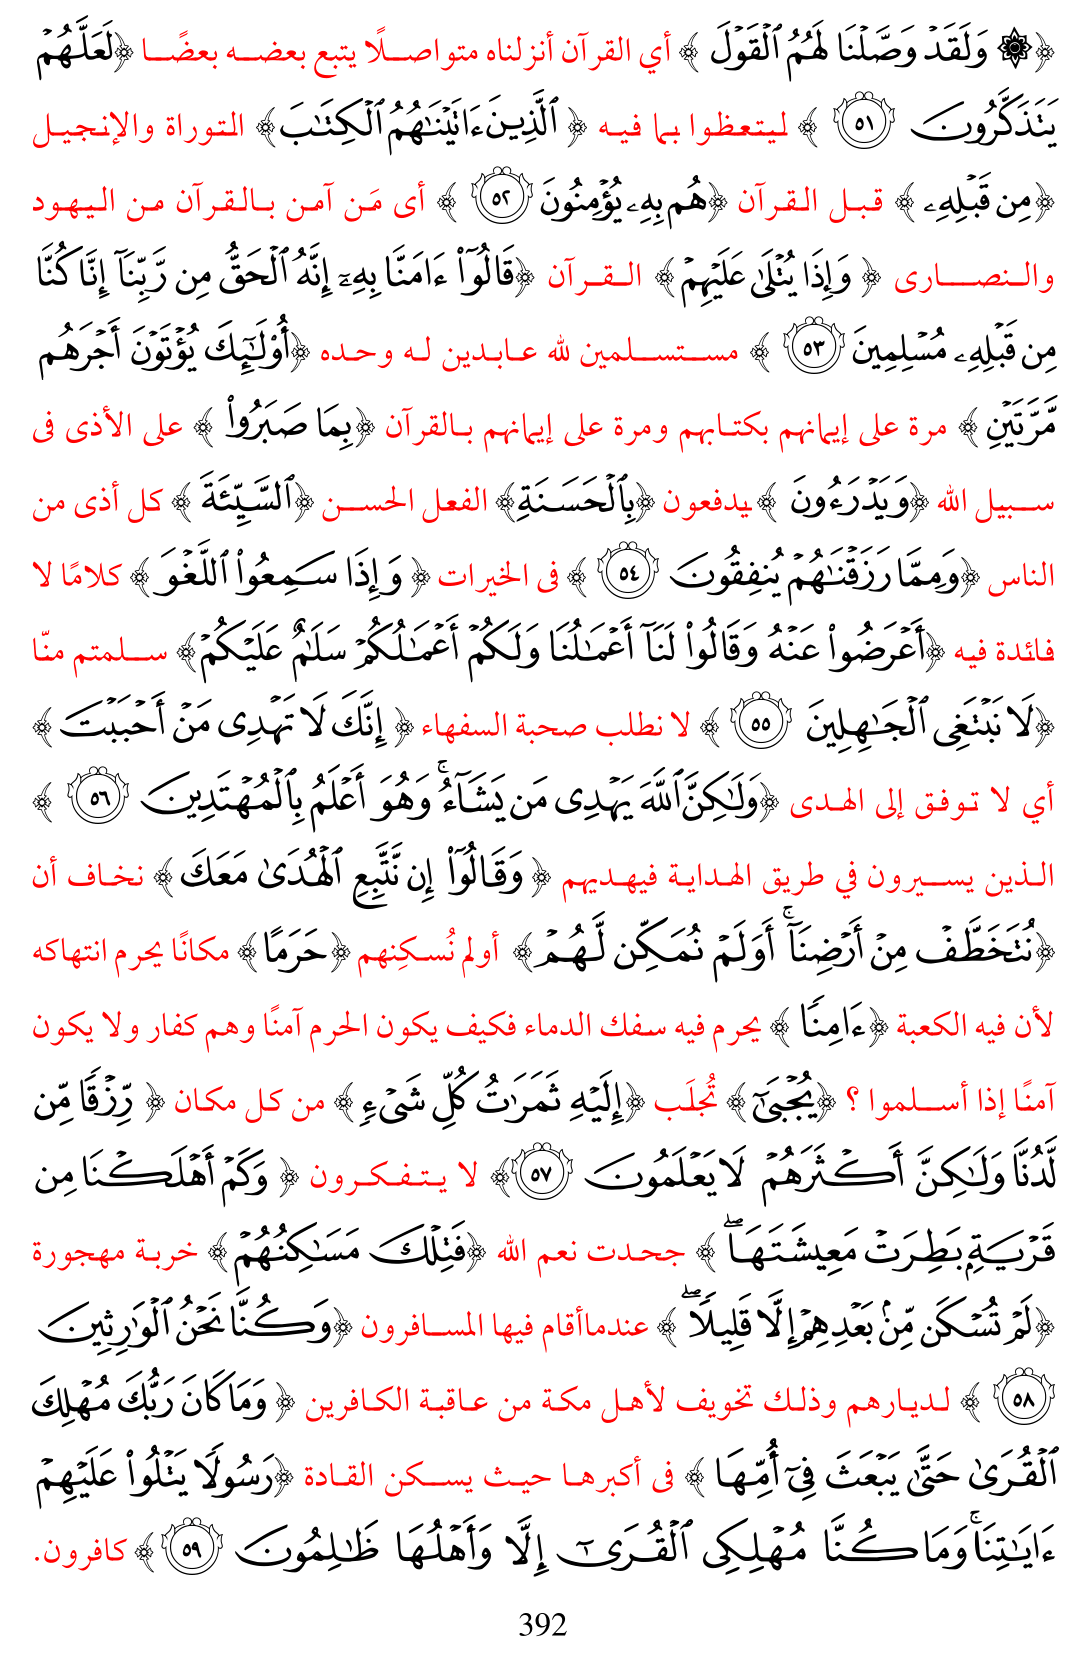 ﴿۞ وَلَقَدۡ وَصَّلۡنَا لَهُمُ ٱلۡقَوۡلَ ﴾ أي القرآن أنزلناه متواصلًا يتبع بعضه بعضًا ﴿لَعَلَّهُمۡ
يَتَذَكَّرُونَ ٥١ ﴾ ليتعظوا بما فيه ﴿ ٱلَّذِينَ ءَاتَيۡنَٰهُمُ ٱلۡكِتَٰبَ﴾ التوراة والإنجيل
﴿مِن قَبۡلِهِۦ ﴾ قبل القرآن ﴿هُم بِهِۦ يُؤۡمِنُونَ ٥٢ ﴾ أى مَن آمن بالقرآن من اليهود
والنصارى ﴿ وَإِذَا يُتۡلَىٰ عَلَيۡهِمۡ﴾ القرآن ﴿قَالُوٓاْ ءَامَنَّا بِهِۦٓ إِنَّهُ ٱلۡحَقُّ مِن رَّبِّنَآ إِنَّا كُنَّا
مِن قَبۡلِهِۦ مُسۡلِمِينَ ٥٣ ﴾ مستسلمين لله عابدين له وحده ﴿أُوْلَٰٓئِكَ يُؤۡتَوۡنَ أَجۡرَهُم
مَّرَّتَيۡنِ ﴾ مرة على إيمانهم بكتابهم ومرة على إيمانهم بالقرآن ﴿بِمَا صَبَرُواْ ﴾ على الأذى فى
سبيل الله ﴿وَيَدۡرَءُونَ ﴾ يدفعون ﴿بِٱلۡحَسَنَةِ﴾ الفعل الحسن ﴿ٱلسَّيِّئَةَ ﴾ كل أذى من
الناس ﴿وَمِمَّا رَزَقۡنَٰهُمۡ يُنفِقُونَ ٥٤ ﴾ فى الخيرات ﴿ وَإِذَا سَمِعُواْ ٱللَّغۡوَ ﴾ كلامًا لا
فائدة فيه ﴿أَعۡرَضُواْ عَنۡهُ وَقَالُواْ لَنَآ أَعۡمَٰلُنَا وَلَكُمۡ أَعۡمَٰلُكُمۡ سَلَٰمٌ عَلَيۡكُمۡ﴾ سلمتم منّا
﴿لَا نَبۡتَغِي ٱلۡجَٰهِلِينَ ٥٥ ﴾ لا نطلب صحبة السفهاء ﴿ إِنَّكَ لَا تَهۡدِي مَنۡ أَحۡبَبۡتَ ﴾
أي لا توفق إلى الهدى ﴿وَلَٰكِنَّ ٱللَّهَ يَهۡدِي مَن يَشَآءُۚ وَهُوَ أَعۡلَمُ بِٱلۡمُهۡتَدِينَ ٥٦ ﴾
الذين يسيرون في طريق الهداية فيهديهم ﴿ وَقَالُوٓاْ إِن نَّتَّبِعِ ٱلۡهُدَىٰ مَعَكَ ﴾ نخاف أن
﴿نُتَخَطَّفۡ مِنۡ أَرۡضِنَآۚ أَوَلَمۡ نُمَكِّن لَّهُمۡ ﴾ أولم نُسكِنهم ﴿حَرَمًا﴾ مكانًا يحرم انتهاكه
لأن فيه الكعبة ﴿ءَامِنٗا ﴾ يحرم فيه سفك الدماء فكيف يكون الحرم آمنًا وهم كفار ولا يكون
آمنًا إذا أسلموا ؟ ﴿يُجۡبَىٰٓ﴾ تُجلَب ﴿إِلَيۡهِ ثَمَرَٰتُ كُلِّ شَيۡءٖ ﴾ من كل مكان ﴿ رِّزۡقٗا مِّن
لَّدُنَّا وَلَٰكِنَّ أَكۡثَرَهُمۡ لَا يَعۡلَمُونَ ٥٧ ﴾ لا يتفكرون ﴿ وَكَمۡ أَهۡلَكۡنَا مِن
قَرۡيَةِۭ بَطِرَتۡ مَعِيشَتَهَاۖ ﴾ جحدت نعم الله ﴿فَتِلۡكَ مَسَٰكِنُهُمۡ ﴾ خربة مهجورة
﴿لَمۡ تُسۡكَن مِّنۢ بَعۡدِهِمۡ إِلَّا قَلِيلٗاۖ ﴾ عندماأقام فيها المسافرون ﴿وَكُنَّا نَحۡنُ ٱلۡوَٰرِثِينَ
٥٨ ﴾ لديارهم وذلك تخويف لأهل مكة من عاقبة الكافرين ﴿ وَمَا كَانَ رَبُّكَ مُهۡلِكَ
ٱلۡقُرَىٰ حَتَّىٰ يَبۡعَثَ فِيٓ أُمِّهَا ﴾ فى أكبرها حيث يسكن القادة ﴿رَسُولٗا يَتۡلُواْ عَلَيۡهِمۡ
ءَايَٰتِنَاۚ وَمَا كُنَّا مُهۡلِكِي ٱلۡقُرَىٰٓ إِلَّا وَأَهۡلُهَا ظَٰلِمُونَ ٥٩ ﴾ كافرون.
392